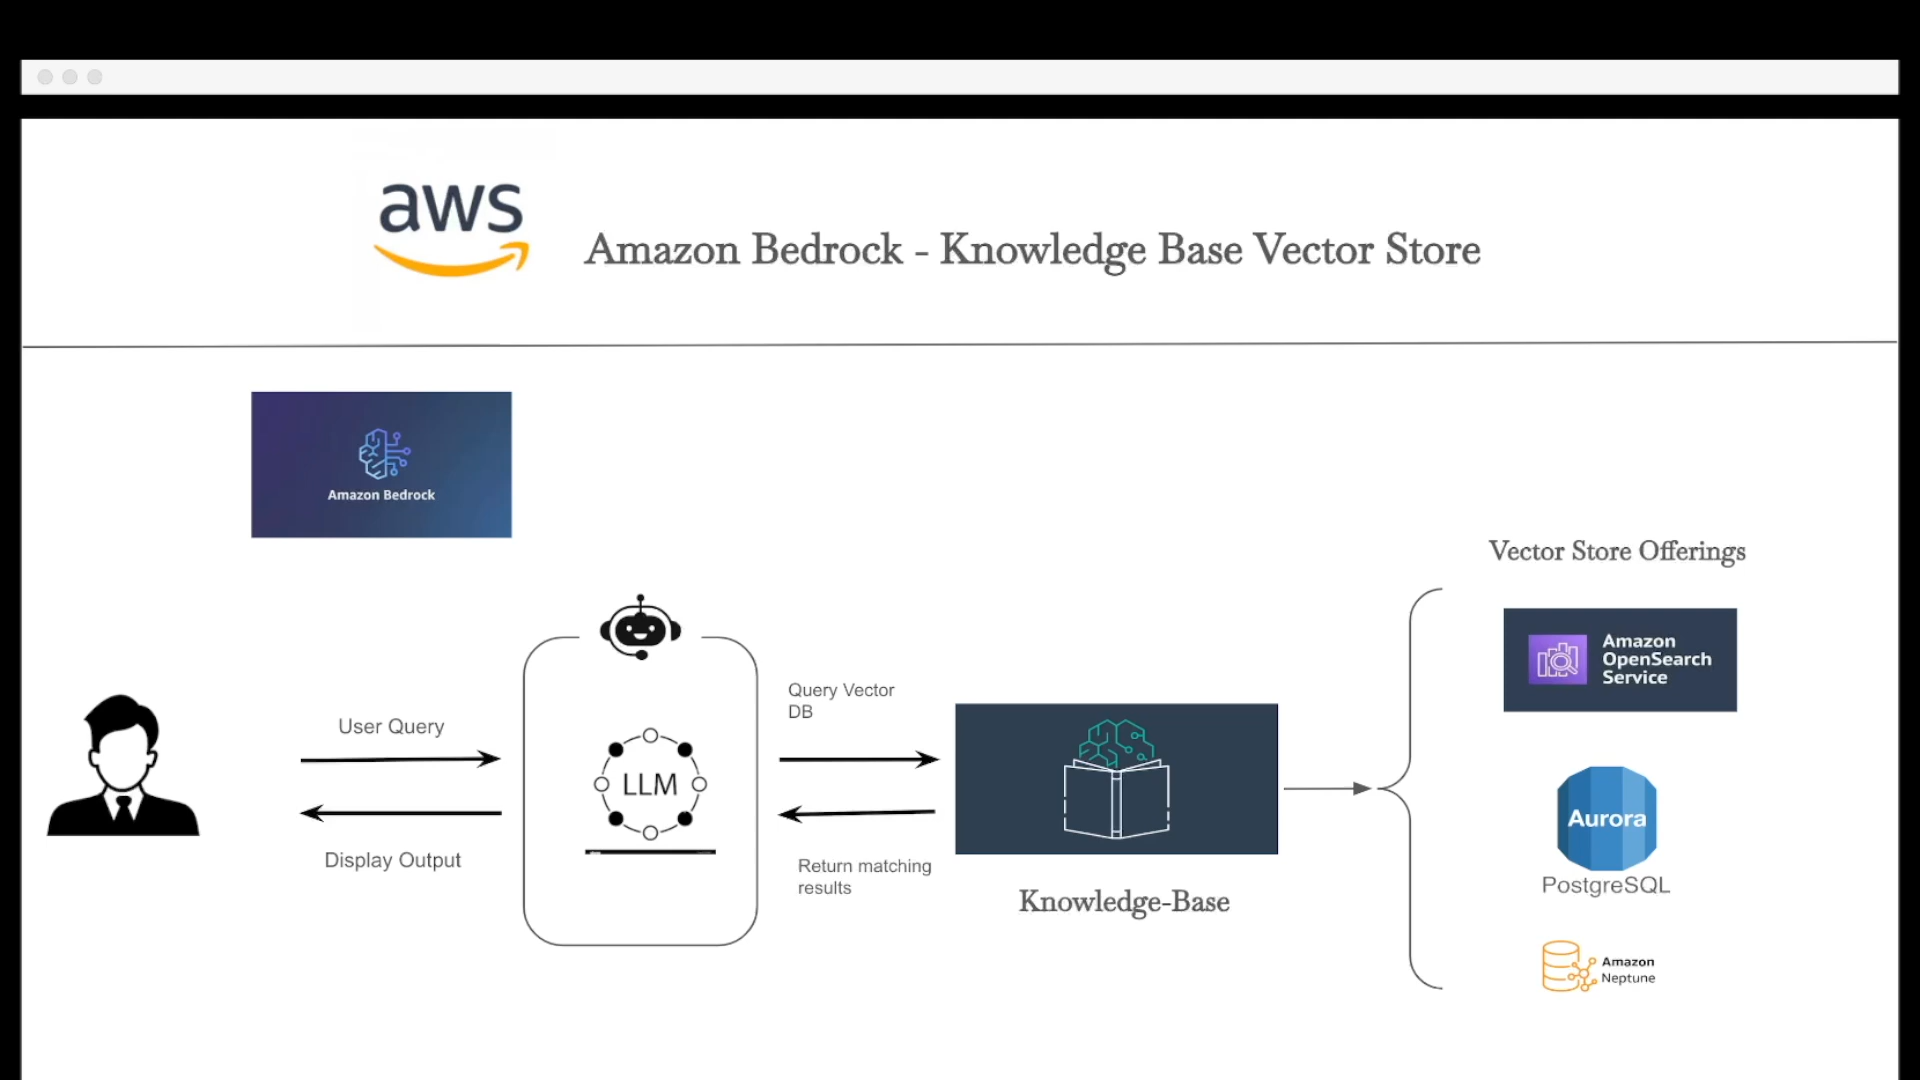 aws
Amazon Bedrock - Knowledge Base Vector Store
Amazon Bedrock
Vector Store Offerings
Amazon
OpenSearch
Service
User Query
Display Output
LLM
Query Vector
DB
Return matching
results
Knowledge-Base
Aurora
PostgreSQL
Amazon
Neptune